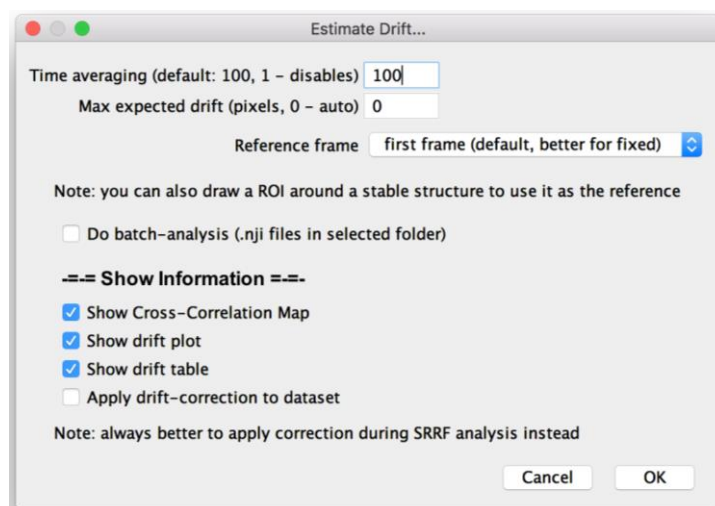 Estimate Drift...
Time averaging (default: 100, 1 – disables) 100
Max expected drift (pixels, 0 – auto) 0
Reference frame first frame (default, better for fixed)
Note: you can also draw a ROI around a stable structure to use it as the reference
Do batch-analysis (.nji files in selected folder)
-=-= Show Information =-=-
Show Cross-Correlation Map
Show drift plot
Show drift table
Apply drift-correction to dataset
Note: always better to apply correction during SRRF analysis instead
Cancel OK